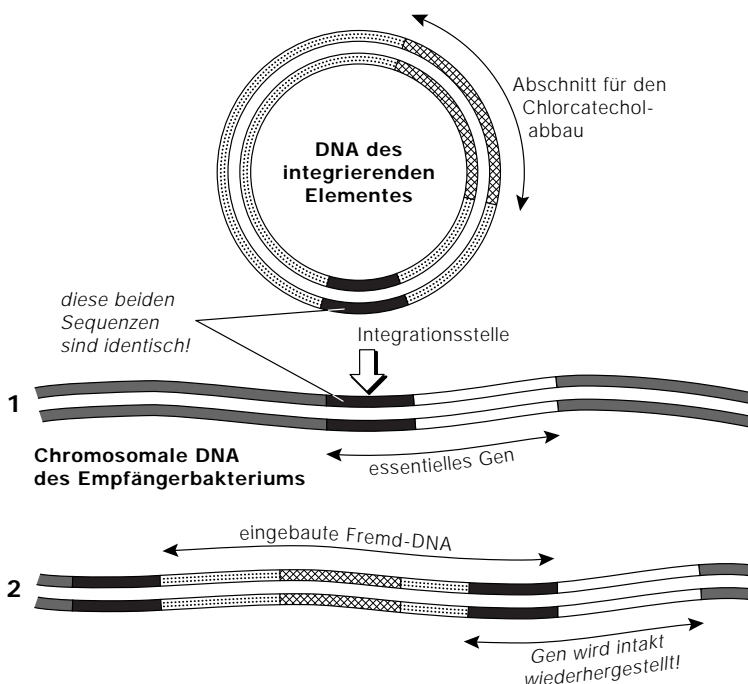 Abschnitt für den
Chlorcatechol-
abbau
DNA des
integrierenden
Elementes
diese beiden
Sequenzen
sind identisch!
Integrationsstelle
1
essentielles Gen
Chromosomale DNA
des Empfängerbakteriums
eingebaute Fremd-DNA
2
Gen wird intakt
wiederhergestellt!